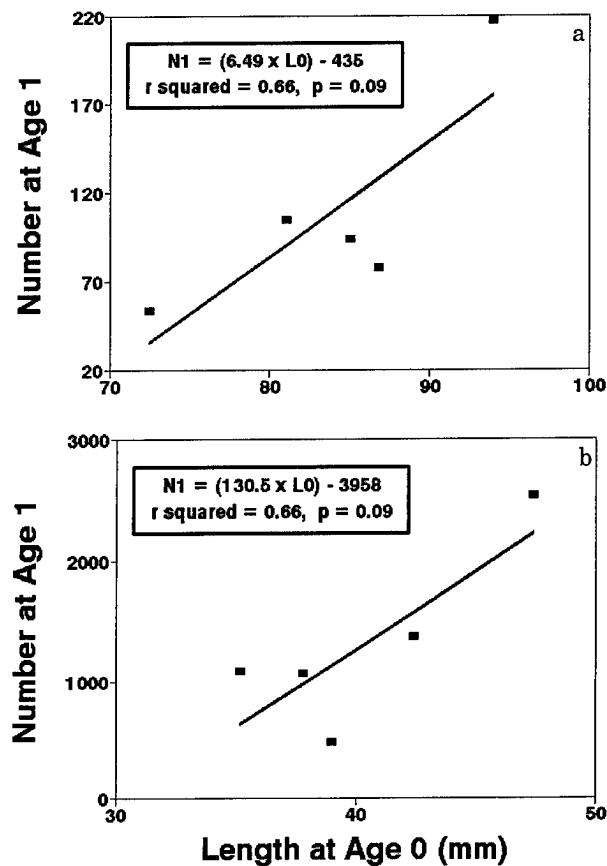 a
N1 = (6.49 x L0) - 435
r squared = 0.66, p = 0.09
Number at Age 1
220
170
120
70
20
70
80
90
100
b
N1 = (130.5 x L0) - 3958
r squared = 0.66, p = 0.09
Number at Age 1
3000
2000
1000
0
30
40
50
Length at Age 0 (mm)